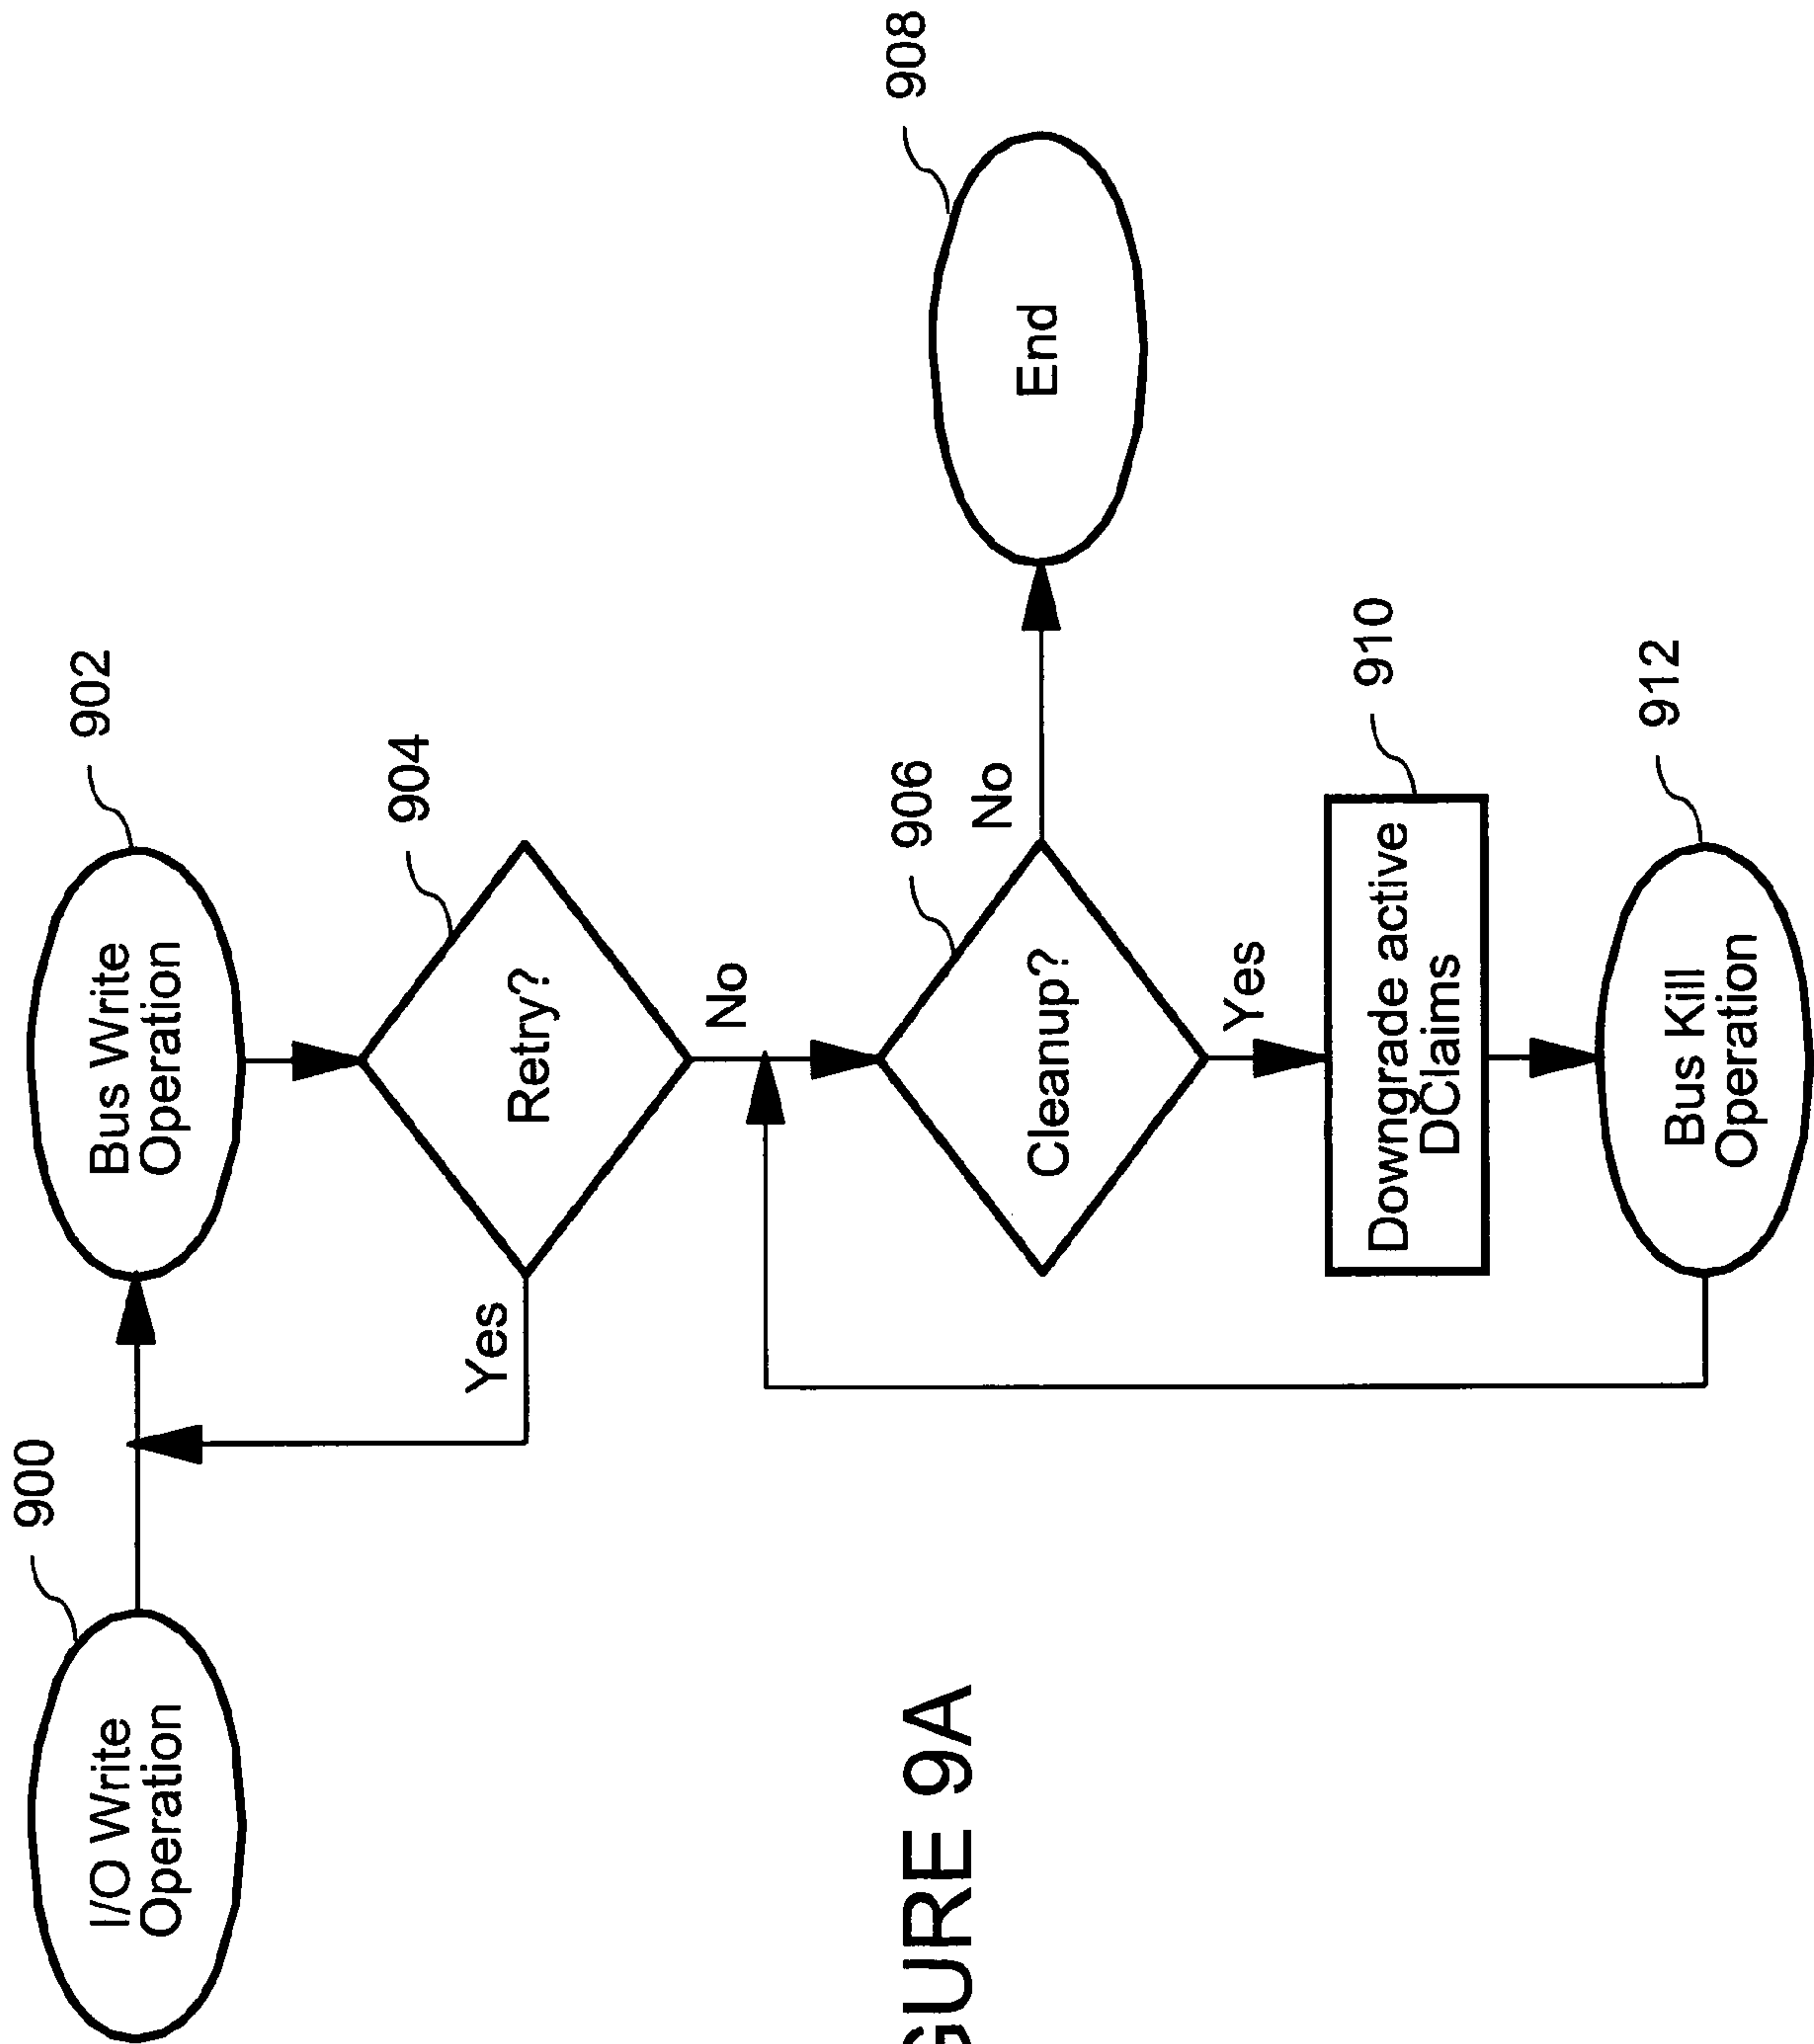 900
I/O Write
Operation
902
Bus Write
Operation
904
Retry?
Yes
No
906
Cleanup?
No
908
End
Yes
910
Downgrade active
DClaims
912
Bus Kill
Operation
GURE 9A